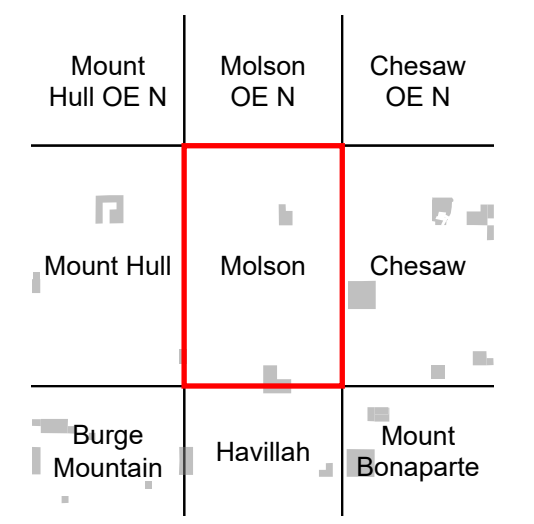 Mount
Hull OE N
Molson
OE N
Chesaw
OE N
Mount Hull
Molson
Chesaw
Burge
Mountain
Havillah
Mount
Bonaparte